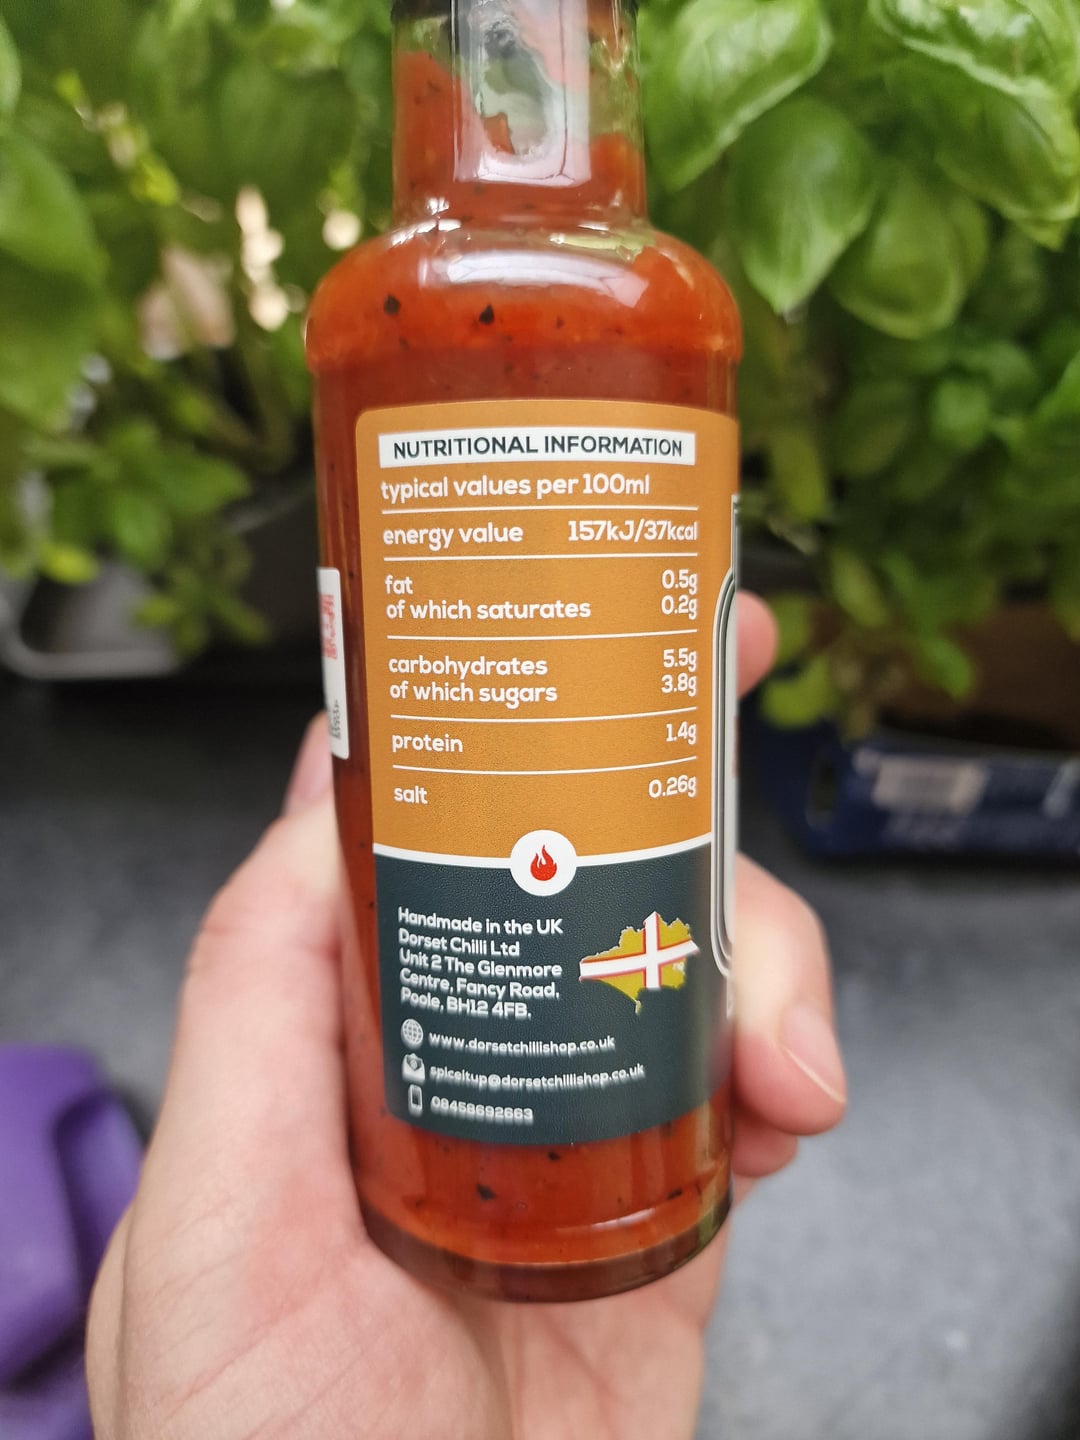 NUTRITIONAL INFORMATION
typical values per 100ml
energy value 157kJ/37kcal
fat 0.5g
of which saturates 0.2g
carbohydrates 5.5g
of which sugars 3.8g
protein 1.4g
salt 0.26g
Handmade in the UK
Dorset Chilli Ltd
Unit 2 The Glenmore
Centre, Fancy Road,
Poole, BH12 4FB.
www.dorsetchillishop.co.uk
spiceitup@dorsetchillishop.co.uk
08458692663